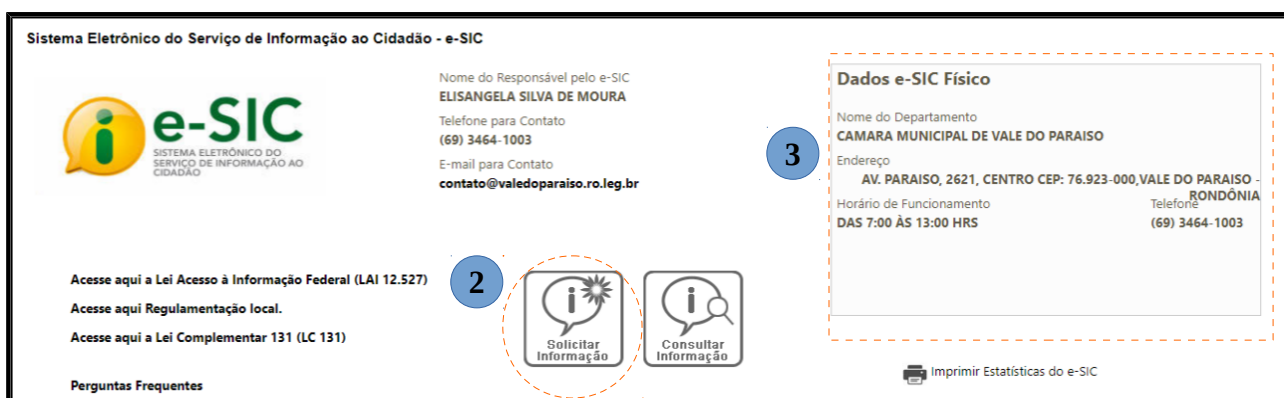 Sistema Eletrônico do Serviço de Informação ao Cidadão - e-SIC
e-SIC
SISTEMA ELETRÔNICO DO
SERVIÇO DE INFORMAÇÃO AO
CIDADÃO
Nome do Responsável pelo e-SIC
ELISANGELA SILVA DE MOURA
Telefone para Contato
(69) 3464-1003
E-mail para Contato
contato@valedoparaiso.ro.leg.br
3
Dados e-SIC Físico
Nome do Departamento
CAMARA MUNICIPAL DE VALE DO PARAISO
Endereço
AV. PARAISO, 2621, CENTRO CEP: 76.923-000,VALE DO PARAISO -
RONDÔNIA
Horário de Funcionamento
DAS 7:00 ÀS 13:00 HRS
Telefone
(69) 3464-1003
Acesse aqui a Lei Acesso à Informação Federal (LAI 12.527)
Acesse aqui Regulamentação local.
Acesse aqui a Lei Complementar 131 (LC 131)
Perguntas Frequentes
2
Solicitar
Informação
Consultar
Informação
Imprimir Estatísticas do e-SIC